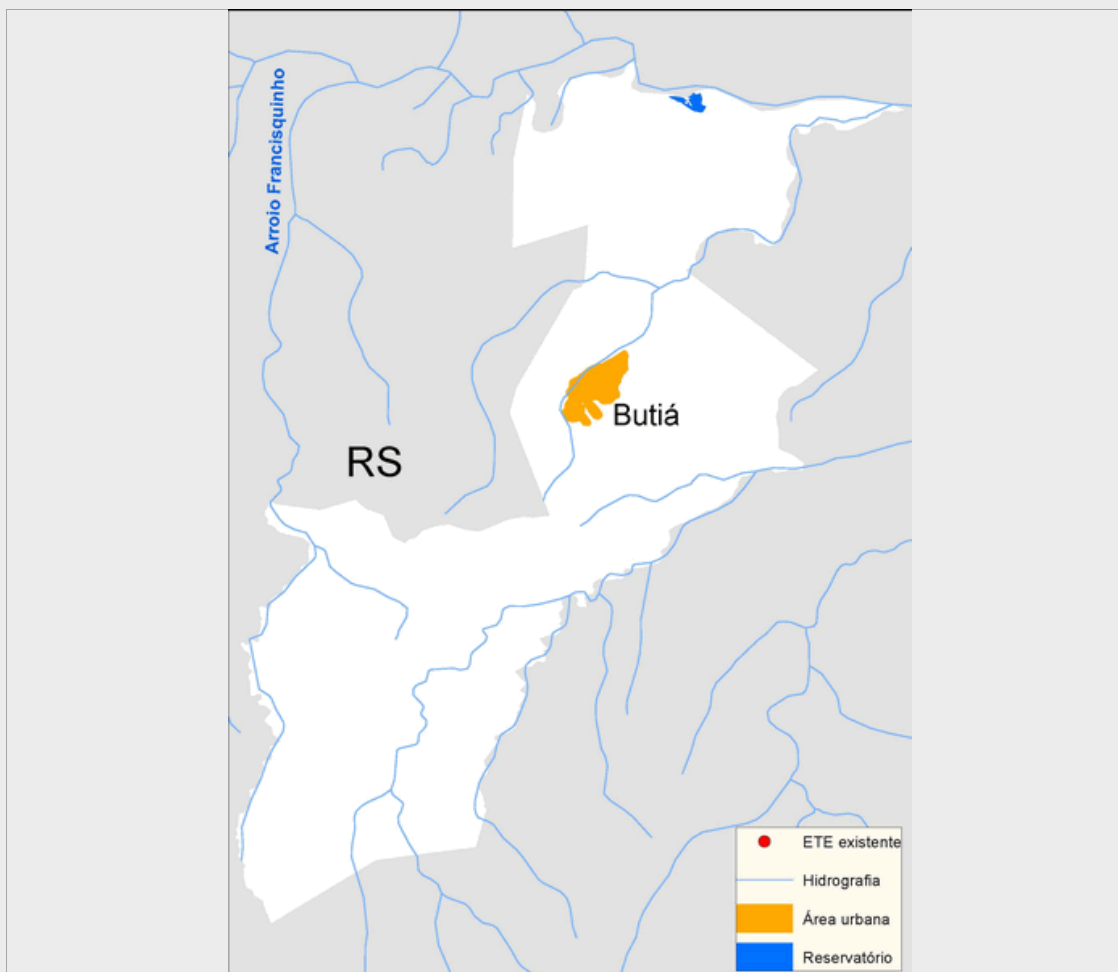 Arroio Francisquinho
Butiá
RS
ETE existente
Hidrografia
Área urbana
Reservatório